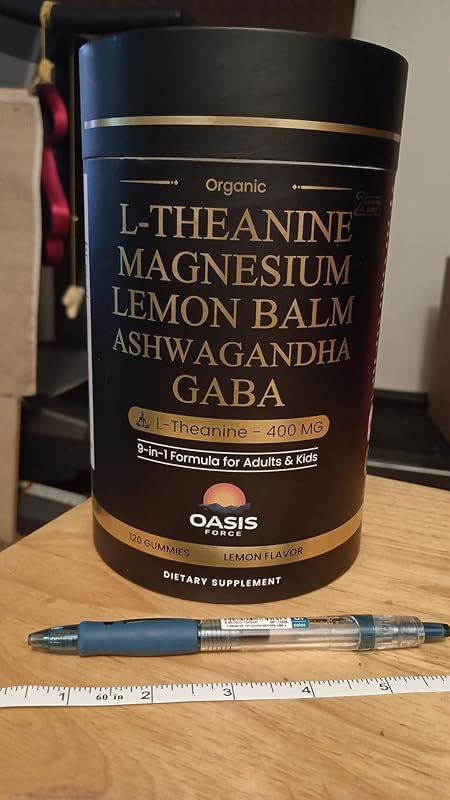 Organic
L-THEANINE
MAGNESIUM
LEMON BALM
ASHWAGANDHA
GABA
L-Theanine - 400 MG
9-in-1 Formula for Adults & Kids
OASIS
FORCE
120 GUMMIES LEMON FLAVOR
DIETARY SUPPLEMENT
color
1 60 in 2 3 4 5